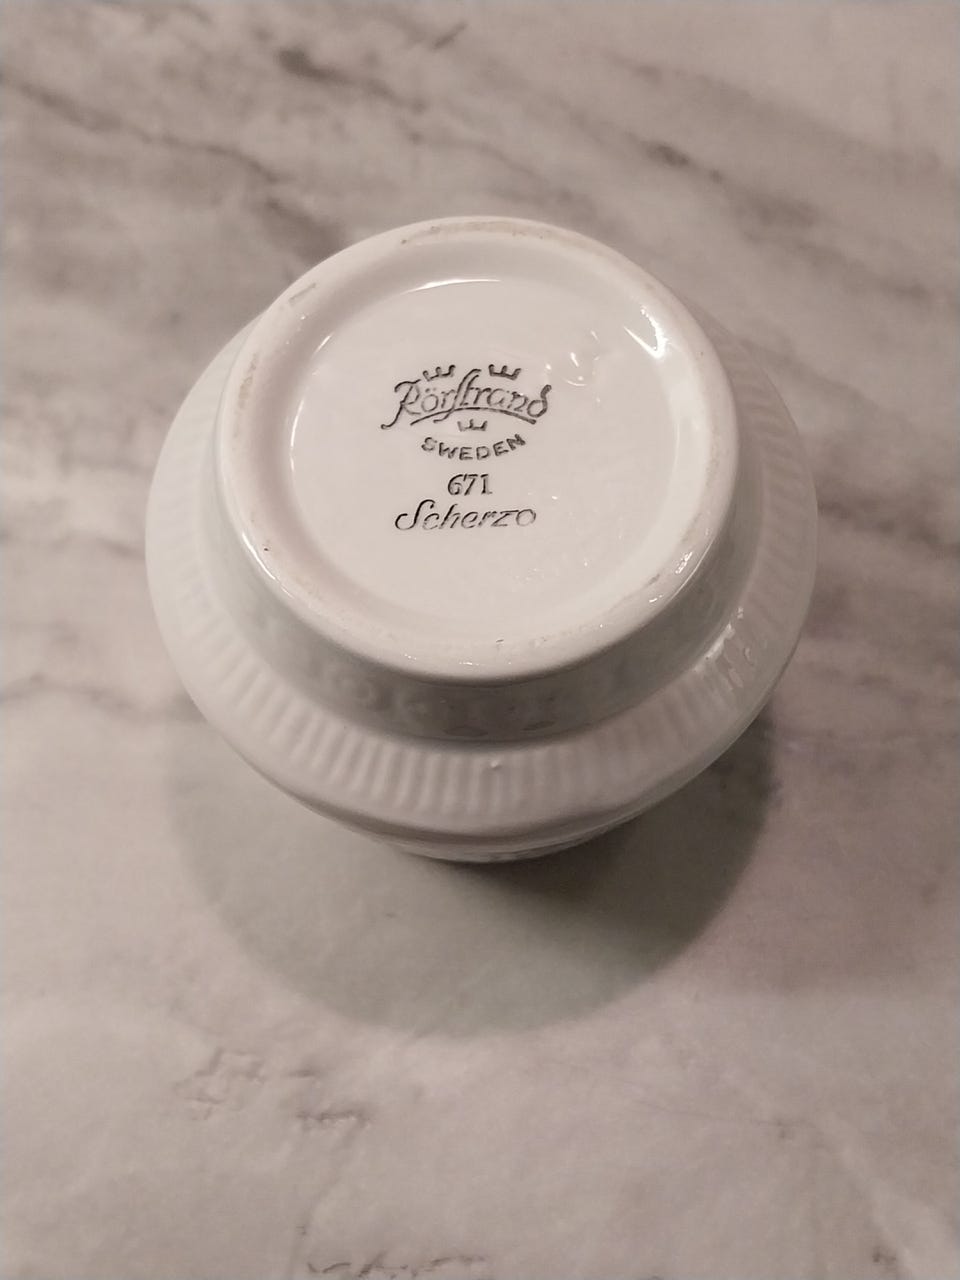 Rörstrand
SWEDEN
671
Scherzo